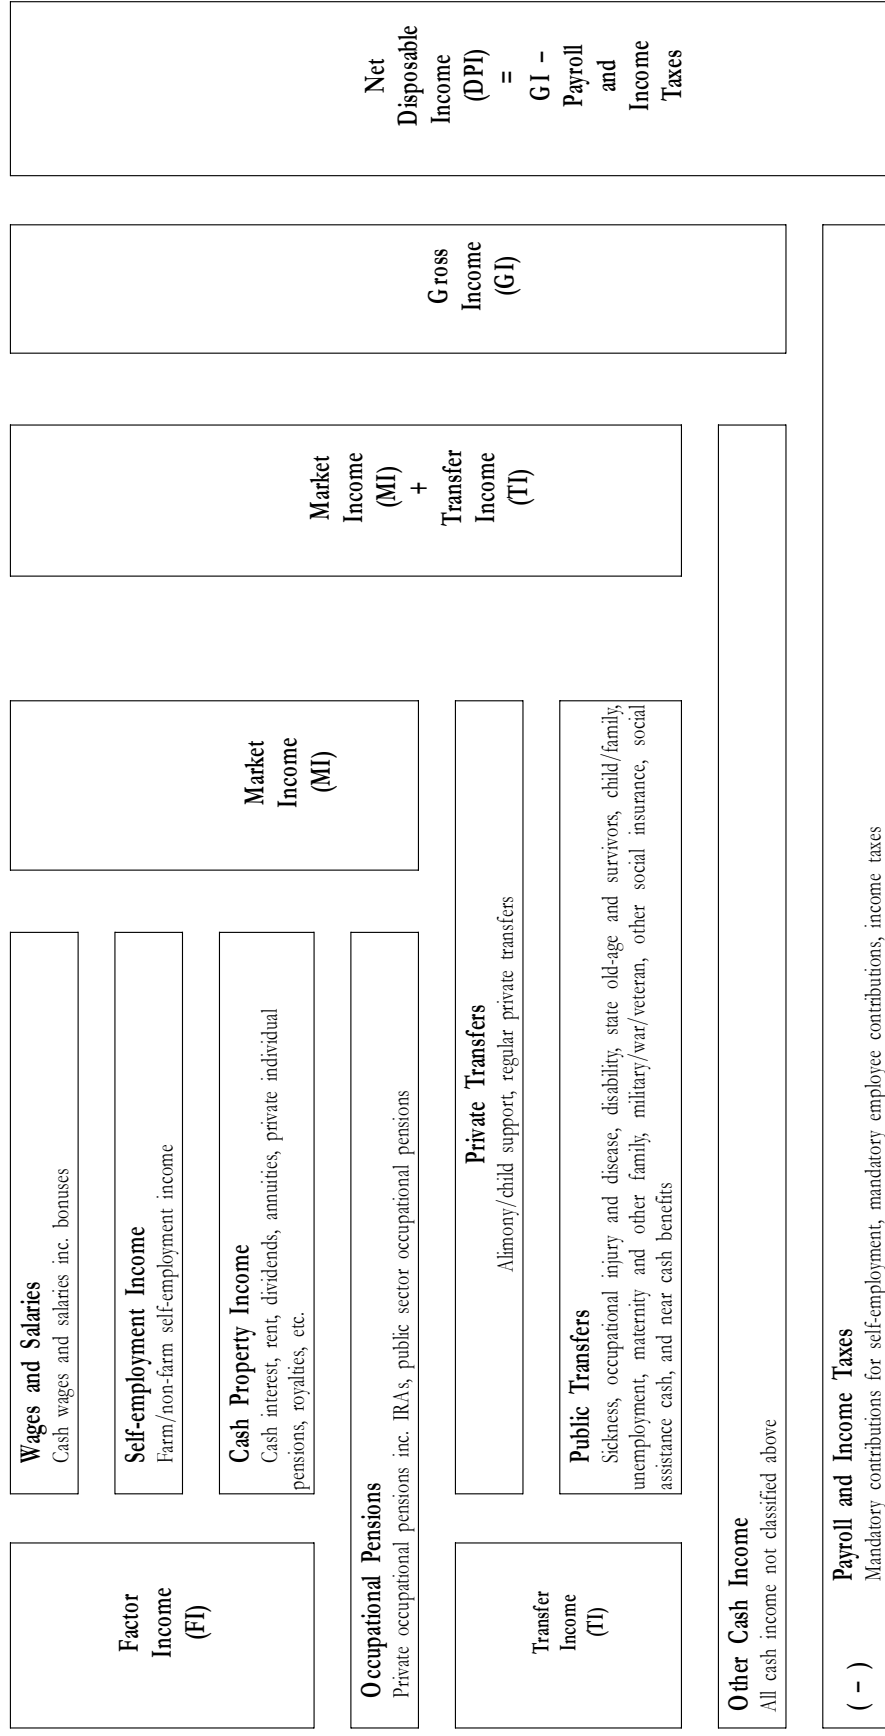 Factor
Income
(FI)
Wages and Salaries
Cash wages and salaries inc. bonuses
Self-employment Income
Farm/non-farm self-employment income
Cash Property Income
Cash interest, rent, dividends, annuities, private individual
pensions, royalties, etc.
Occupational Pensions
Private occupational pensions inc. IRAs, public sector occupational pensions
Market
Income
(MI)
Transfer
Income
(TI)
Private Transfers
Alimony/child support, regular private transfers
Public Transfers
Sickness, occupational injury and disease, disability, state old-age and survivors, child/family,
unemployment, maternity and other family, military/war/veteran, other social insurance, social
assistance cash, and near cash benefits
Market
Income
(MI)
+
Transfer
Income
(TI)
Other Cash Income
All cash income not classified above
Gross
Income
(GI)
( - )
Payroll and Income Taxes
Mandatory contributions for self-employment, mandatory employee contributions, income taxes
Net
Disposable
Income
(DPI)
=
GI –
Payroll
and
Income
Taxes